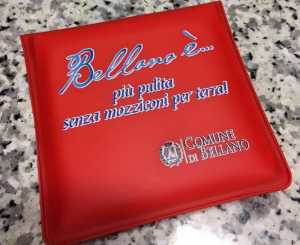 Bellano è...
più pulita
senza mozziconi per terra!
COMUNE
DI BELLANO